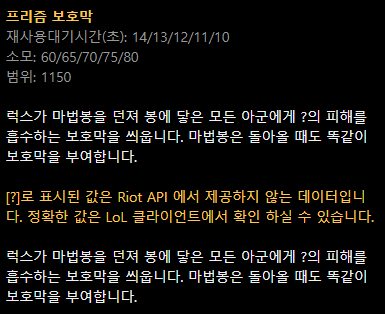 프리즘 보호막
재사용대기시간(초): 14/13/12/11/10
소모: 60/65/70/75/80
범위: 1150
럭스가 마법봉을 던져 봉에 닿은 모든 아군에게 ?의 피해를
흡수하는 보호막을 씌웁니다. 마법봉은 돌아올 때도 똑같이
보호막을 부여합니다.
[?]로 표시된 값은 Riot API 에서 제공하지 않는 데이터입니
다. 정확한 값은 LoL 클라이언트에서 확인 하실 수 있습니다.
럭스가 마법봉을 던져 봉에 닿은 모든 아군에게 ?의 피해를
흡수하는 보호막을 씌웁니다. 마법봉은 돌아올 때도 똑같이
보호막을 부여합니다.